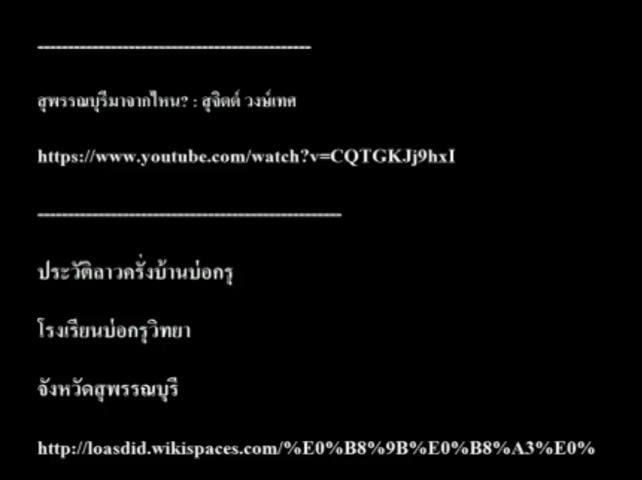 --------------------------------------------
สุพรรณบุรีมาจากไหน? : สุจิตต์ วงษ์เทศ
https://www.youtube.com/watch?v=CQTGKJj9hxI
-------------------------------------------------
ประวัติลาวครั่งบ้านบ่อกรุ
โรงเรียนบ่อกรุวิทยา
จังหวัดสุพรรณบุรี
http://loasdid.wikispaces.com/%E0%B8%9B%E0%B8%A3%E0%